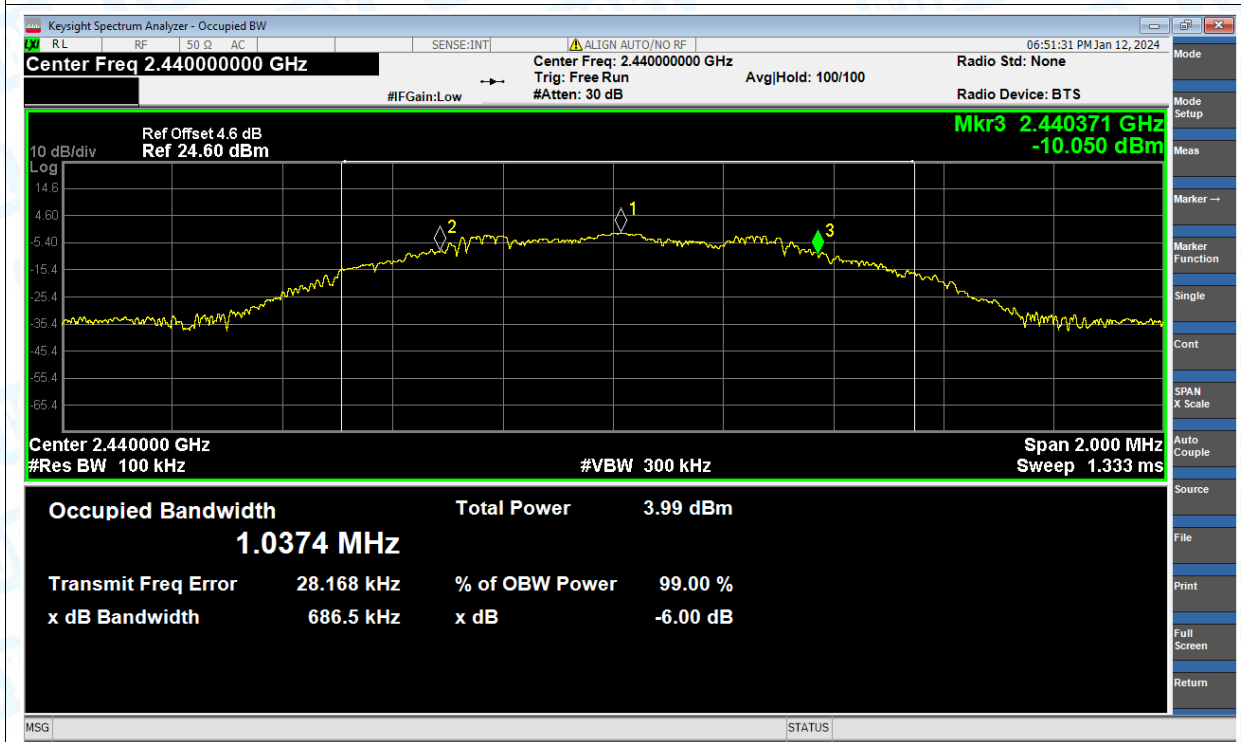 Keysight Spectrum Analyzer - Occupied BW
LXI RL RF 50 Ω AC SENSE:INT ALIGN AUTO/NO RF 06:51:31 PM Jan 12, 2024
Center Freq 2.440000000 GHz
Center Freq: 2.440000000 GHz
Radio Std: None
Trig: Free Run Avg|Hold: 100/100
#IFGain:Low #Atten: 30 dB Radio Device: BTS
Ref Offset 4.6 dB
Ref 24.60 dBm
10 dB/div
Log
Mkr3 2.440371 GHz
-10.050 dBm
14.6
4.60
-5.40
-15.4
-25.4
-35.4
-45.4
-55.4
-65.4
2
1
3
Center 2.440000 GHz Span 2.000 MHz
#Res BW 100 kHz #VBW 300 kHz Sweep 1.333 ms
Occupied Bandwidth Total Power 3.99 dBm
1.0374 MHz
Transmit Freq Error 28.168 kHz % of OBW Power 99.00 %
x dB Bandwidth 686.5 kHz x dB -6.00 dB
Mode
Mode
Setup
Meas
Marker→
Marker
Function
Single
Cont
SPAN
X Scale
Auto
Couple
Source
File
Print
Full
Screen
Return
MSG STATUS